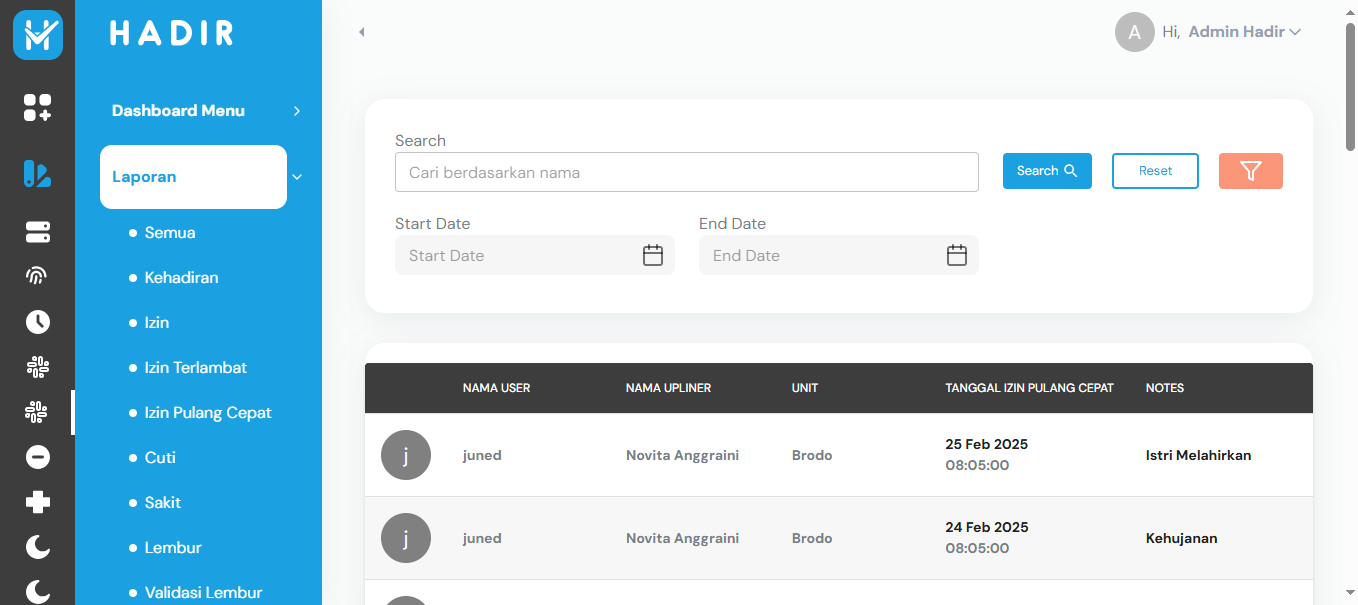 HADIR
A Hi, Admin Hadir
Dashboard Menu
Laporan
Semua
Kehadiran
Izin
Izin Terlambat
Izin Pulang Cepat
Cuti
Sakit
Lembur
Validasi Lembur
Search
Cari berdasarkan nama
Search
Reset
Start Date
End Date
Start Date
End Date
NAMA USER NAMA UPLINER UNIT TANGGAL IZIN PULANG CEPAT NOTES
j juned Novita Anggraini Brodo 25 Feb 2025 08:05:00 Istri Melahirkan
j juned Novita Anggraini Brodo 24 Feb 2025 08:05:00 Kehujanan